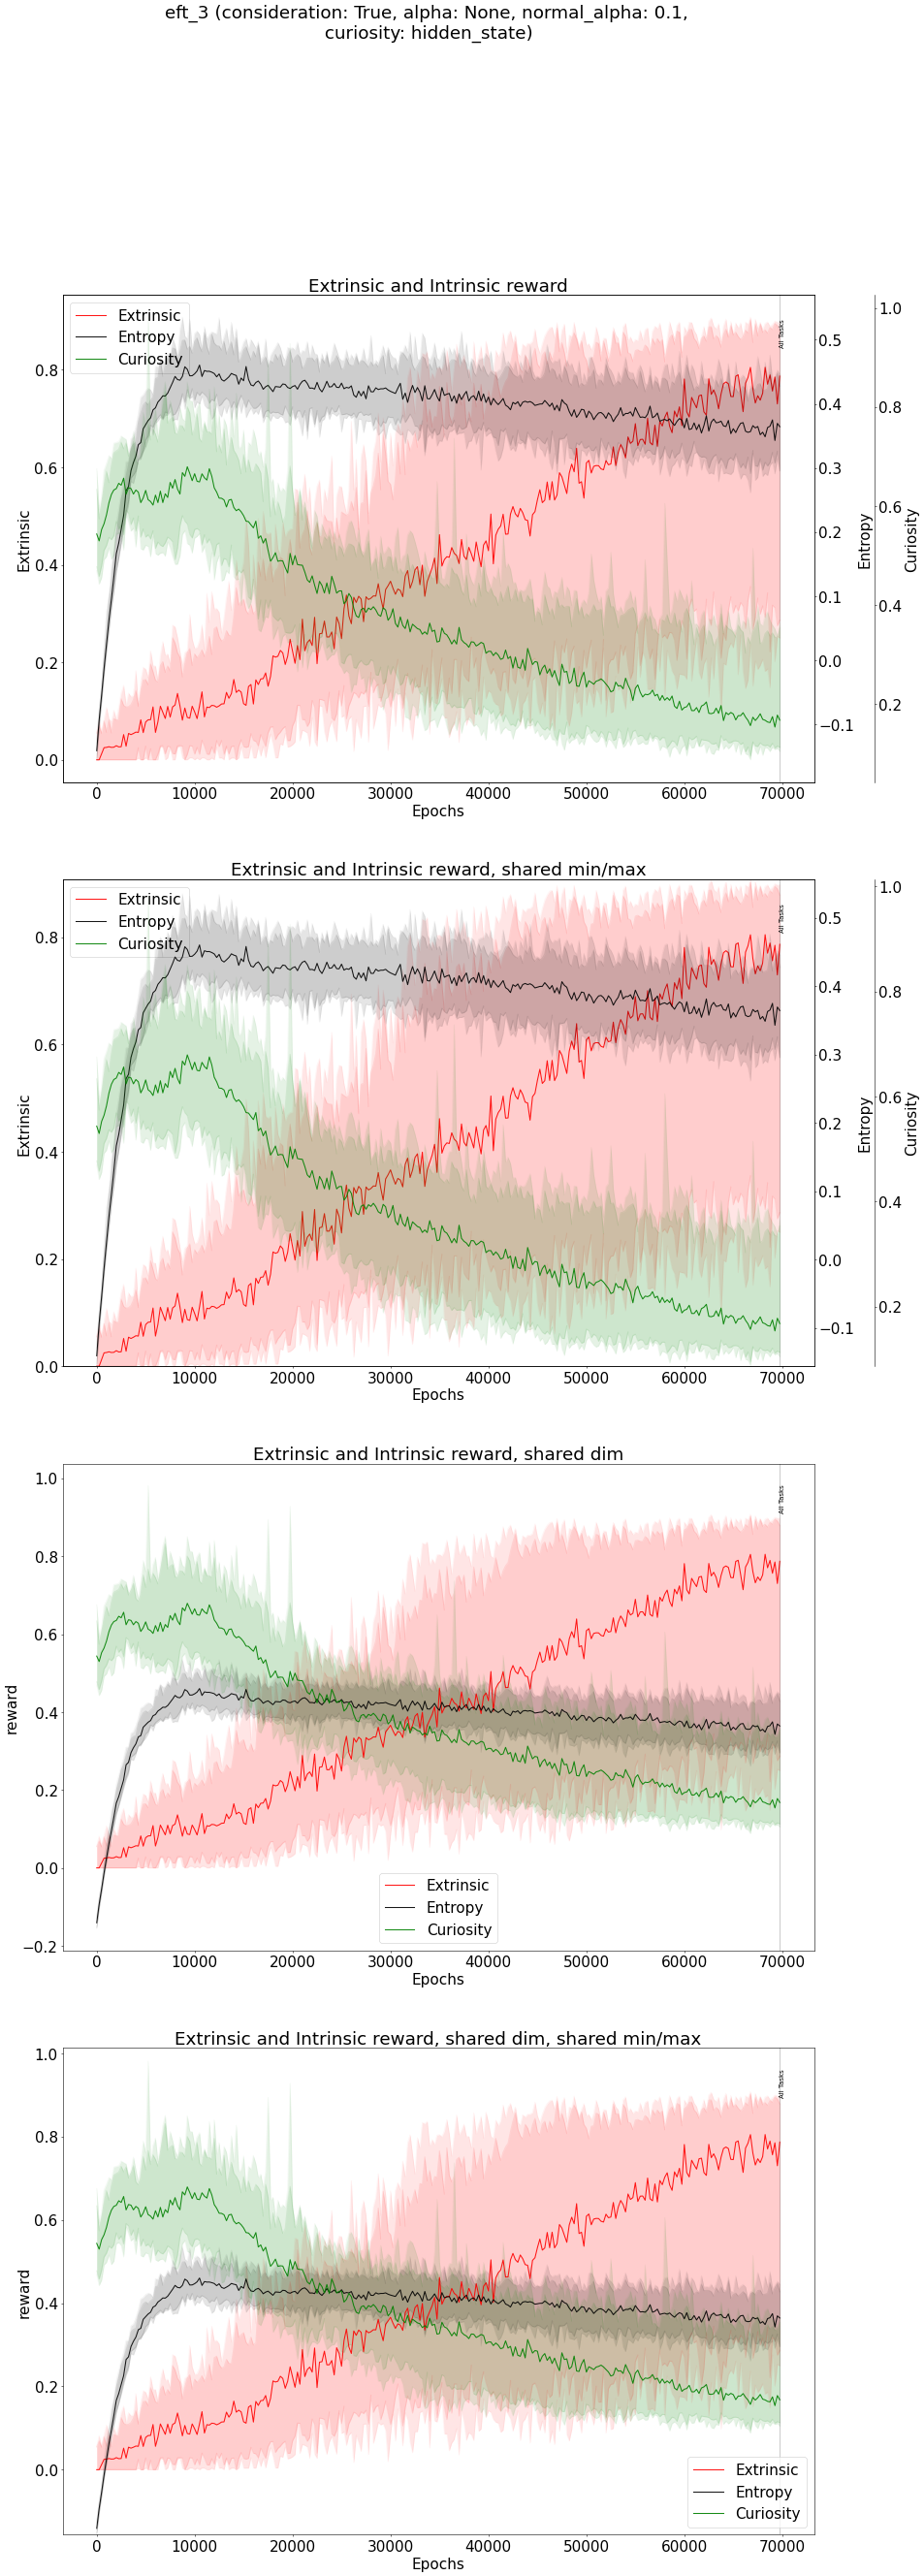 eft_3 (consideration: True, alpha: None, normal_alpha: 0.1,
curiosity: hidden_state)
Extrinsic and Intrinsic reward
Extrinsic
Entropy
Curiosity
All Tasks
0.8
0.6
0.4
0.2
0.0
Extrinsic
0.5
0.4
0.3
0.2
0.1
0.0
−0.1
Entropy
1.0
0.8
0.6
0.4
0.2
Curiosity
0 10000 20000 30000 40000 50000 60000 70000
Epochs
Extrinsic and Intrinsic reward, shared min/max
Extrinsic
Entropy
Curiosity
All Tasks
0.8
0.6
0.4
0.2
0.0
Extrinsic
0.5
0.4
0.3
0.2
0.1
0.0
−0.1
Entropy
1.0
0.8
0.6
0.4
0.2
Curiosity
0 10000 20000 30000 40000 50000 60000 70000
Epochs
Extrinsic and Intrinsic reward, shared dim
All Tasks
1.0
0.8
0.6
0.4
0.2
0.0
−0.2
reward
Extrinsic
Entropy
Curiosity
0 10000 20000 30000 40000 50000 60000 70000
Epochs
Extrinsic and Intrinsic reward, shared dim, shared min/max
All Tasks
1.0
0.8
0.6
0.4
0.2
0.0
reward
Extrinsic
Entropy
Curiosity
0 10000 20000 30000 40000 50000 60000 70000
Epochs